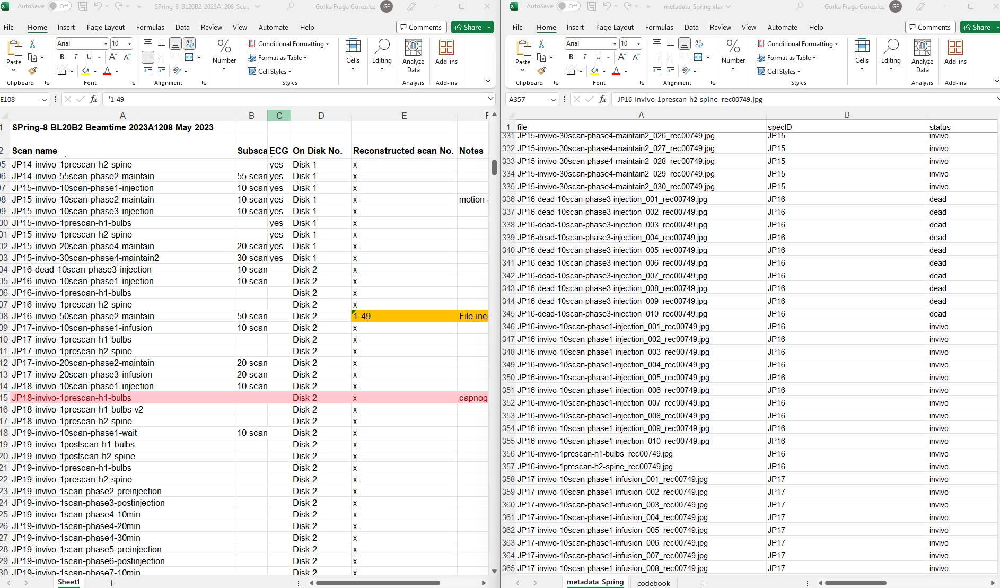 AutoSave Off SPring-8_BL20B2_2023A1208_Sca... Gorka Fraga Gonzalez GF
File Home Insert Page Layout Formulas Data Review View Automate Help Comments Share
Paste Arial 10 B I U A A ab Number Conditional Formatting Format as Table Cell Styles Cells Editing Analyze Data Add-ins
Clipboard Font Alignment Styles Analysis Add-ins
E108 fx '1-49
A B C D E F
1 SPring-8 BL20B2 Beamtime 2023A1208 May 2023
2 Scan name Subsca ECG On Disk No. Reconstructed scan No. Notes
05 JP14-invivo-1prescan-h2-spine yes Disk 1 x
06 JP14-invivo-55scan-phase2-maintain 55 scan yes Disk 1 x
07 JP15-invivo-10scan-phase1-injection 10 scan yes Disk 1 x
08 JP15-invivo-10scan-phase2-maintain 10 scan yes Disk 1 x motion a
09 JP15-invivo-10scan-phase3-injection 10 scan yes Disk 1 x
00 JP15-invivo-1prescan-h1-bulbs yes Disk 1 x
01 JP15-invivo-1prescan-h2-spine yes Disk 1 x
02 JP15-invivo-20scan-phase4-maintain 20 scan yes Disk 1 x
03 JP15-invivo-30scan-phase4-maintain2 30 scan yes Disk 1 x
04 JP16-dead-10scan-phase3-injection 10 scan Disk 2 x
05 JP16-invivo-10scan-phase1-injection 10 scan Disk 2 x
06 JP16-invivo-1prescan-h1-bulbs Disk 2 x
07 JP16-invivo-1prescan-h2-spine Disk 2 x
08 JP16-invivo-50scan-phase2-maintain 50 scan Disk 2 1-49 File inc
09 JP17-invivo-10scan-phase1-infusion 10 scan Disk 2 x
10 JP17-invivo-1prescan-h1-bulbs Disk 2 x
11 JP17-invivo-1prescan-h2-spine Disk 2 x
12 JP17-invivo-20scan-phase2-maintain 20 scan Disk 2 x
13 JP17-invivo-20scan-phase3-infusion 20 scan Disk 2 x
14 JP18-invivo-10scan-phase1-injection 10 scan Disk 2 x
15 JP18-invivo-1prescan-h1-bulbs Disk 2 x capnog
16 JP18-invivo-1prescan-h1-bulbs-v2 Disk 2 x
17 JP18-invivo-1prescan-h2-spine Disk 2 x
18 JP19-invivo-10scan-phase1-wait 10 scan Disk 2 x
19 JP19-invivo-1postscan-h1-bulbs Disk 2 x
20 JP19-invivo-1postscan-h2-spine Disk 2 x
21 JP19-invivo-1prescan-h1-bulbs Disk 2 x
22 JP19-invivo-1prescan-h2-spine Disk 2 x
23 JP19-invivo-1scan-phase2-preinjection Disk 2 x
24 JP19-invivo-1scan-phase3-postinjection Disk 2 x
25 JP19-invivo-1scan-phase4-10min Disk 2 x
26 JP19-invivo-1scan-phase4-20min Disk 2 x
27 JP19-invivo-1scan-phase4-30min Disk 2 x
28 JP19-invivo-1scan-phase5-preinjection Disk 2 x
29 JP19-invivo-1scan-phase6-postinjection Disk 2 x
30 JP19-invivo-1scan-phase7-10min Disk 2 x
Sheet1
AutoSave Off metadata_Spring.xlsx Gorka Fraga Gonzalez GF
File Home Insert Page Layout Formulas Data Review View Automate Help Comments Share
Paste Arial 10 B I U A A ab Number Conditional Formatting Format as Table Cell Styles Cells Editing Analyze Data Add-ins
Clipboard Font Alignment Styles Analysis Add-ins
A357 fx JP16-invivo-1prescan-h2-spine_rec00749.jpg
A B
1 file specID status
331 JP15-invivo-30scan-phase4-maintain2_026_rec00749.jpg JP15 invivo
332 JP15-invivo-30scan-phase4-maintain2_027_rec00749.jpg JP15 invivo
333 JP15-invivo-30scan-phase4-maintain2_028_rec00749.jpg JP15 invivo
334 JP15-invivo-30scan-phase4-maintain2_029_rec00749.jpg JP15 invivo
335 JP15-invivo-30scan-phase4-maintain2_030_rec00749.jpg JP15 invivo
336 JP16-dead-10scan-phase3-injection_001_rec00749.jpg JP16 dead
337 JP16-dead-10scan-phase3-injection_002_rec00749.jpg JP16 dead
338 JP16-dead-10scan-phase3-injection_003_rec00749.jpg JP16 dead
339 JP16-dead-10scan-phase3-injection_004_rec00749.jpg JP16 dead
340 JP16-dead-10scan-phase3-injection_005_rec00749.jpg JP16 dead
341 JP16-dead-10scan-phase3-injection_006_rec00749.jpg JP16 dead
342 JP16-dead-10scan-phase3-injection_007_rec00749.jpg JP16 dead
343 JP16-dead-10scan-phase3-injection_008_rec00749.jpg JP16 dead
344 JP16-dead-10scan-phase3-injection_009_rec00749.jpg JP16 dead
345 JP16-dead-10scan-phase3-injection_010_rec00749.jpg JP16 dead
346 JP16-invivo-10scan-phase1-injection_001_rec00749.jpg JP16 invivo
347 JP16-invivo-10scan-phase1-injection_002_rec00749.jpg JP16 invivo
348 JP16-invivo-10scan-phase1-injection_003_rec00749.jpg JP16 invivo
349 JP16-invivo-10scan-phase1-injection_004_rec00749.jpg JP16 invivo
350 JP16-invivo-10scan-phase1-injection_005_rec00749.jpg JP16 invivo
351 JP16-invivo-10scan-phase1-injection_006_rec00749.jpg JP16 invivo
352 JP16-invivo-10scan-phase1-injection_007_rec00749.jpg JP16 invivo
353 JP16-invivo-10scan-phase1-injection_008_rec00749.jpg JP16 invivo
354 JP16-invivo-10scan-phase1-injection_009_rec00749.jpg JP16 invivo
355 JP16-invivo-10scan-phase1-injection_010_rec00749.jpg JP16 invivo
356 JP16-invivo-1prescan-h1-bulbs_rec00749.jpg JP16 invivo
357 JP16-invivo-1prescan-h2-spine_rec00749.jpg JP16 invivo
358 JP17-invivo-10scan-phase1-infusion_001_rec00749.jpg JP17 invivo
359 JP17-invivo-10scan-phase1-infusion_002_rec00749.jpg JP17 invivo
360 JP17-invivo-10scan-phase1-infusion_003_rec00749.jpg JP17 invivo
361 JP17-invivo-10scan-phase1-infusion_004_rec00749.jpg JP17 invivo
362 JP17-invivo-10scan-phase1-infusion_005_rec00749.jpg JP17 invivo
363 JP17-invivo-10scan-phase1-infusion_006_rec00749.jpg JP17 invivo
364 JP17-invivo-10scan-phase1-infusion_007_rec00749.jpg JP17 invivo
365 JP17-invivo-10scan-phase1-infusion_008_rec00749.jpg JP17 invivo
metadata_Spring codebook